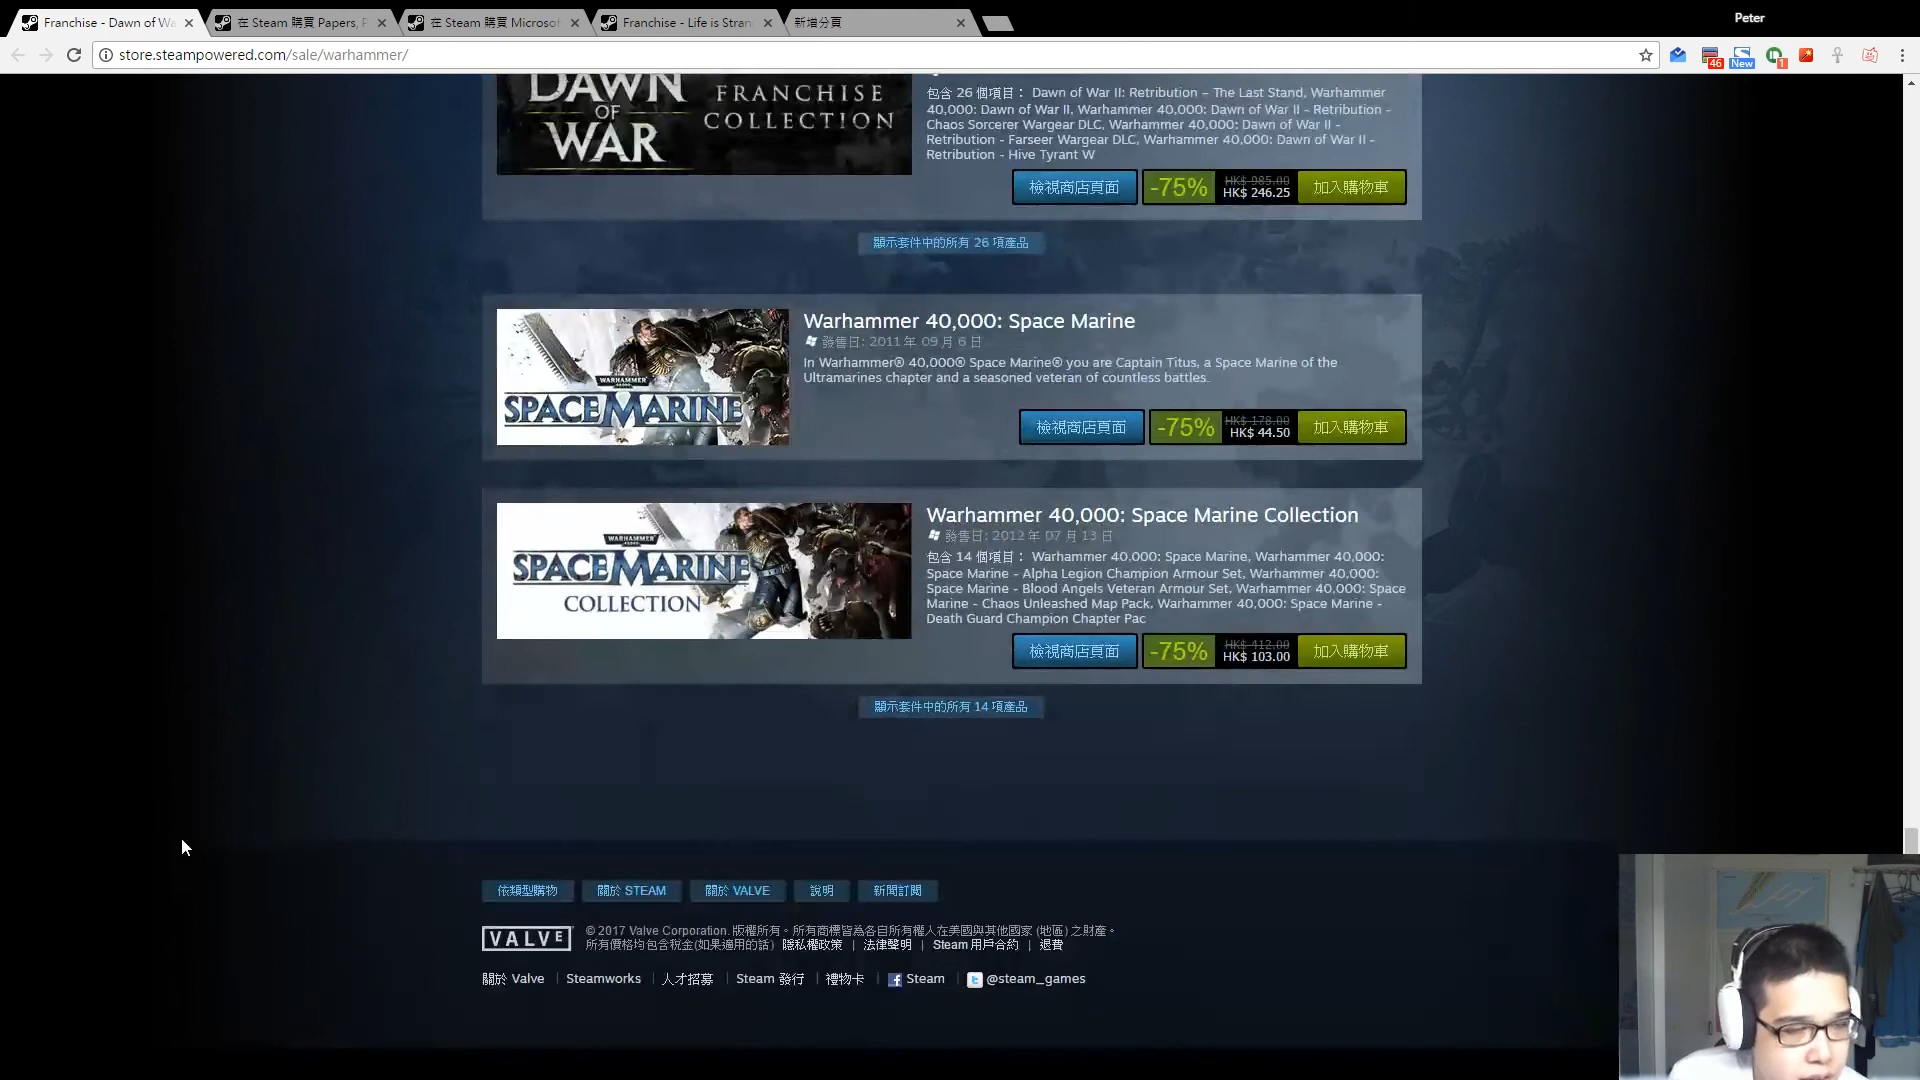 Franchise - Dawn of Wa
在 Steam 購買 Papers, P
在 Steam 購買 Microsof
Franchise - Life is Stran
新增分頁
Peter
store.steampowered.com/sale/warhammer/
46
New
1
DAWN
OF
WAR
FRANCHISE
COLLECTION
包含 26 個項目： Dawn of War II: Retribution – The Last Stand, Warhammer
40,000: Dawn of War II, Warhammer 40,000: Dawn of War II - Retribution -
Chaos Sorcerer Wargear DLC, Warhammer 40,000: Dawn of War II -
Retribution - Farseer Wargear DLC, Warhammer 40,000: Dawn of War II -
Retribution - Hive Tyrant W
檢視商店頁面
-75%
HK$ 985.00
HK$ 246.25
加入購物車
顯示套件中的所有 26 項產品
WARHAMMER
SPACE MARINE
Warhammer 40,000: Space Marine
發售日: 2011 年 09 月 6 日
In Warhammer® 40,000® Space Marine® you are Captain Titus, a Space Marine of the
Ultramarines chapter and a seasoned veteran of countless battles.
檢視商店頁面
-75%
HK$ 178.00
HK$ 44.50
加入購物車
WARHAMMER
SPACE MARINE
COLLECTION
Warhammer 40,000: Space Marine Collection
發售日: 2012 年 07 月 13 日
包含 14 個項目： Warhammer 40,000: Space Marine, Warhammer 40,000:
Space Marine - Alpha Legion Champion Armour Set, Warhammer 40,000:
Space Marine - Blood Angels Veteran Armour Set, Warhammer 40,000: Space
Marine - Chaos Unleashed Map Pack, Warhammer 40,000: Space Marine -
Death Guard Champion Chapter Pac
檢視商店頁面
-75%
HK$ 412.00
HK$ 103.00
加入購物車
顯示套件中的所有 14 項產品
依類型購物
關於 STEAM
關於 VALVE
說明
新聞訂閱
VALVE
© 2017 Valve Corporation. 版權所有。所有商標皆為各自所有權人在美國與其他國家 (地區) 之財產。
所有價格均包含稅金(如果適用的話) 隱私權政策 | 法律聲明 | Steam 用戶合約 | 退費
關於 Valve | Steamworks | 人才招募 | Steam 發行 | 禮物卡 | Steam | @steam_games